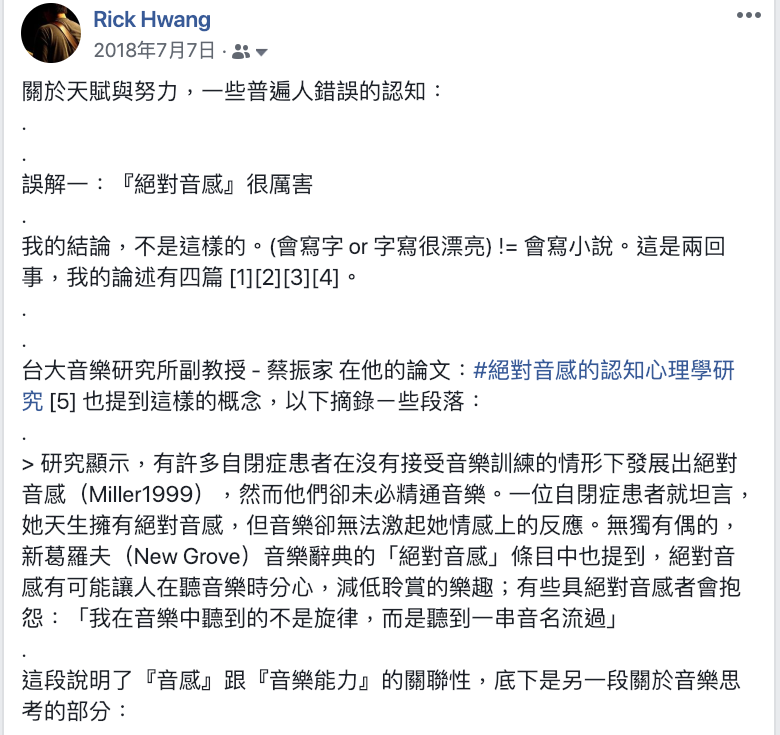 Rick Hwang
2018年7月7日 ·
關於天賦與努力，一些普遍人錯誤的認知：
.
.
誤解一：『絕對音感』很厲害
.
我的結論，不是這樣的。(會寫字 or 字寫很漂亮) != 會寫小說。這是兩回
事，我的論述有四篇 [1][2][3][4]。
.
.
台大音樂研究所副教授 - 蔡振家 在他的論文：#絕對音感的認知心理學研
究 [5] 也提到這樣的概念，以下摘錄ㄧ些段落：
.
> 研究顯示，有許多自閉症患者在沒有接受音樂訓練的情形下發展出絕對
音感（Miller1999），然而他們卻未必精通音樂。一位自閉症患者就坦言，
她天生擁有絕對音感，但音樂卻無法激起她情感上的反應。無獨有偶的，
新葛羅夫（New Grove）音樂辭典的「絕對音感」條目中也提到，絕對音
感有可能讓人在聽音樂時分心，減低聆賞的樂趣；有些具絕對音感者會抱
怨：「我在音樂中聽到的不是旋律，而是聽到一串音名流過」
.
這段說明了『音感』跟『音樂能力』的關聯性，底下是另一段關於音樂思
考的部分：